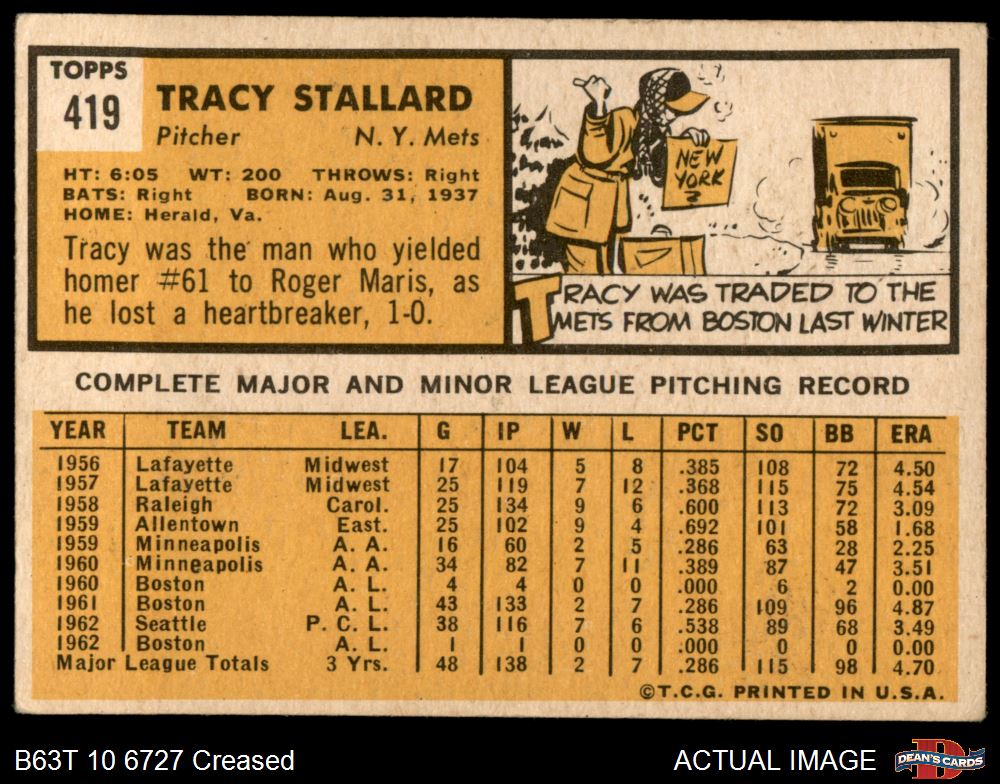 TOPPS
419
TRACY STALLARD
Pitcher N. Y. Mets
HT: 6:05 WT: 200 THROWS: Right
BATS: Right BORN: Aug. 31, 1937
HOME: Herald, Va.
Tracy was the man who yielded
homer #61 to Roger Maris, as
he lost a heartbreaker, 1-0.
NEW
YORK
TRACY WAS TRADED TO THE
METS FROM BOSTON LAST WINTER
COMPLETE MAJOR AND MINOR LEAGUE PITCHING RECORD
YEAR TEAM LEA. G IP W L PCT SO BB ERA
1956 Lafayette Midwest 17 104 5 8 .385 108 72 4.50
1957 Lafayette Midwest 25 119 7 12 .368 115 75 4.54
1958 Raleigh Carol. 25 134 9 6 .600 113 72 3.09
1959 Allentown East. 25 102 9 4 .692 101 58 1.68
1959 Minneapolis A. A. 16 60 2 5 .286 63 28 2.25
1960 Minneapolis A. A. 34 82 7 11 .389 87 47 3.51
1960 Boston A. L. 4 4 0 0 .000 6 2 0.00
1961 Boston A. L. 43 133 2 7 .286 109 96 4.87
1962 Seattle P. C. L. 38 116 7 6 .538 89 68 3.49
1962 Boston A. L. 1 1 0 0 .000 0 0 0.00
Major League Totals 3 Yrs. 48 138 2 7 .286 115 98 4.70
©T.C.G. PRINTED IN U.S.A.
B63T 10 6727 Creased ACTUAL IMAGE
D
DEAN'S CARDS